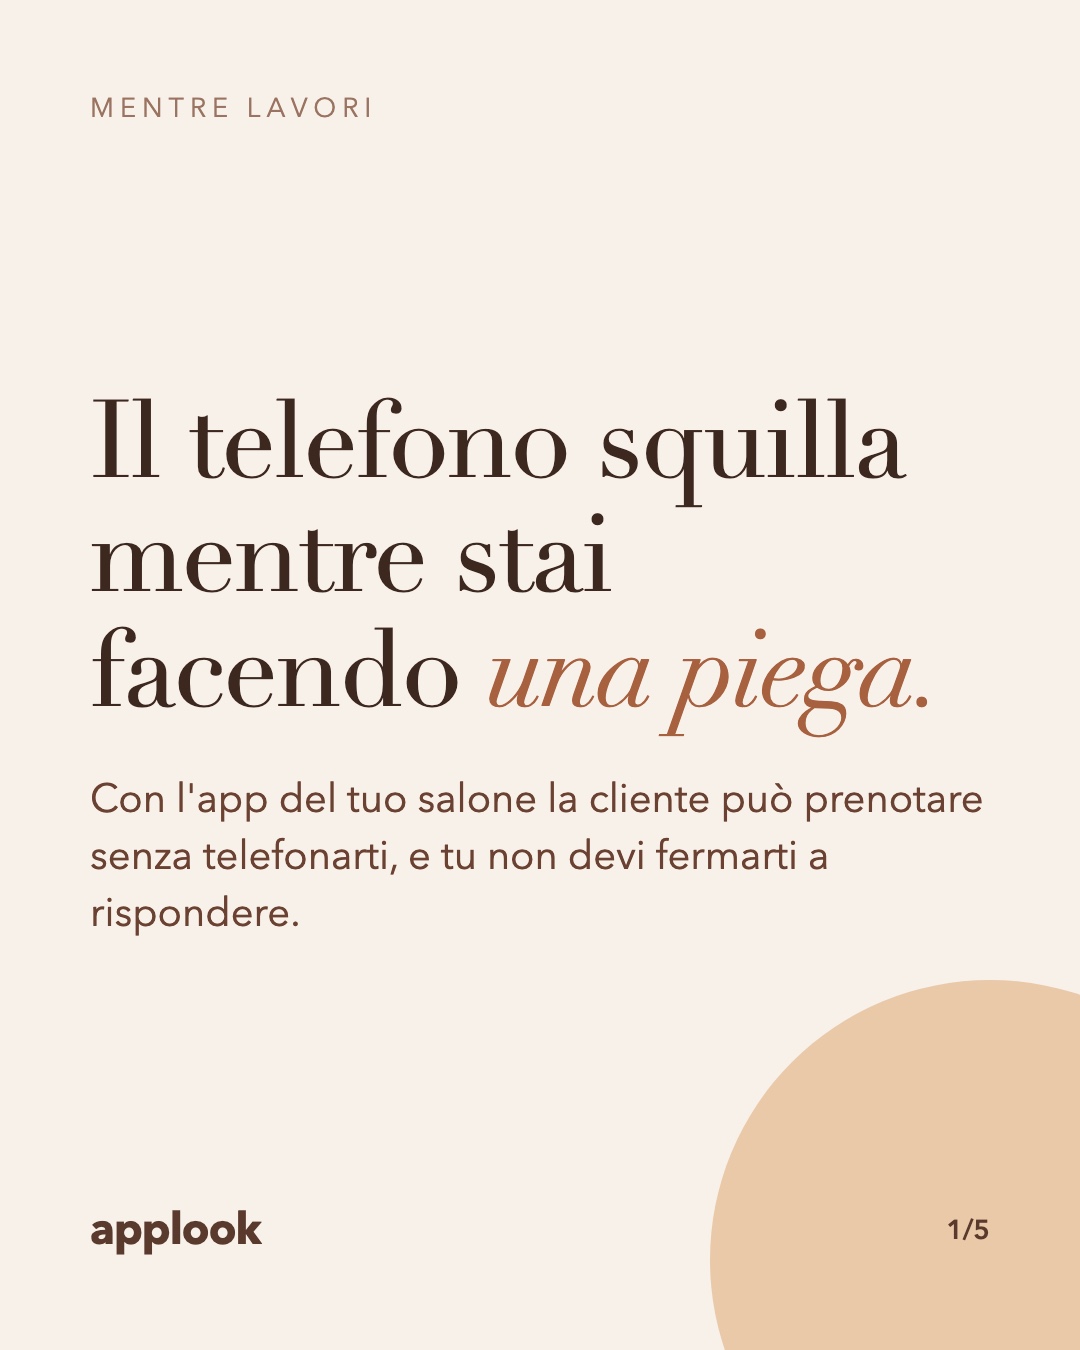 MENTRE LAVORI
Il telefono squilla
mentre stai
facendo una piega.
Con l'app del tuo salone la cliente può prenotare
senza telefonarti, e tu non devi fermarti a
rispondere.
applook
1/5